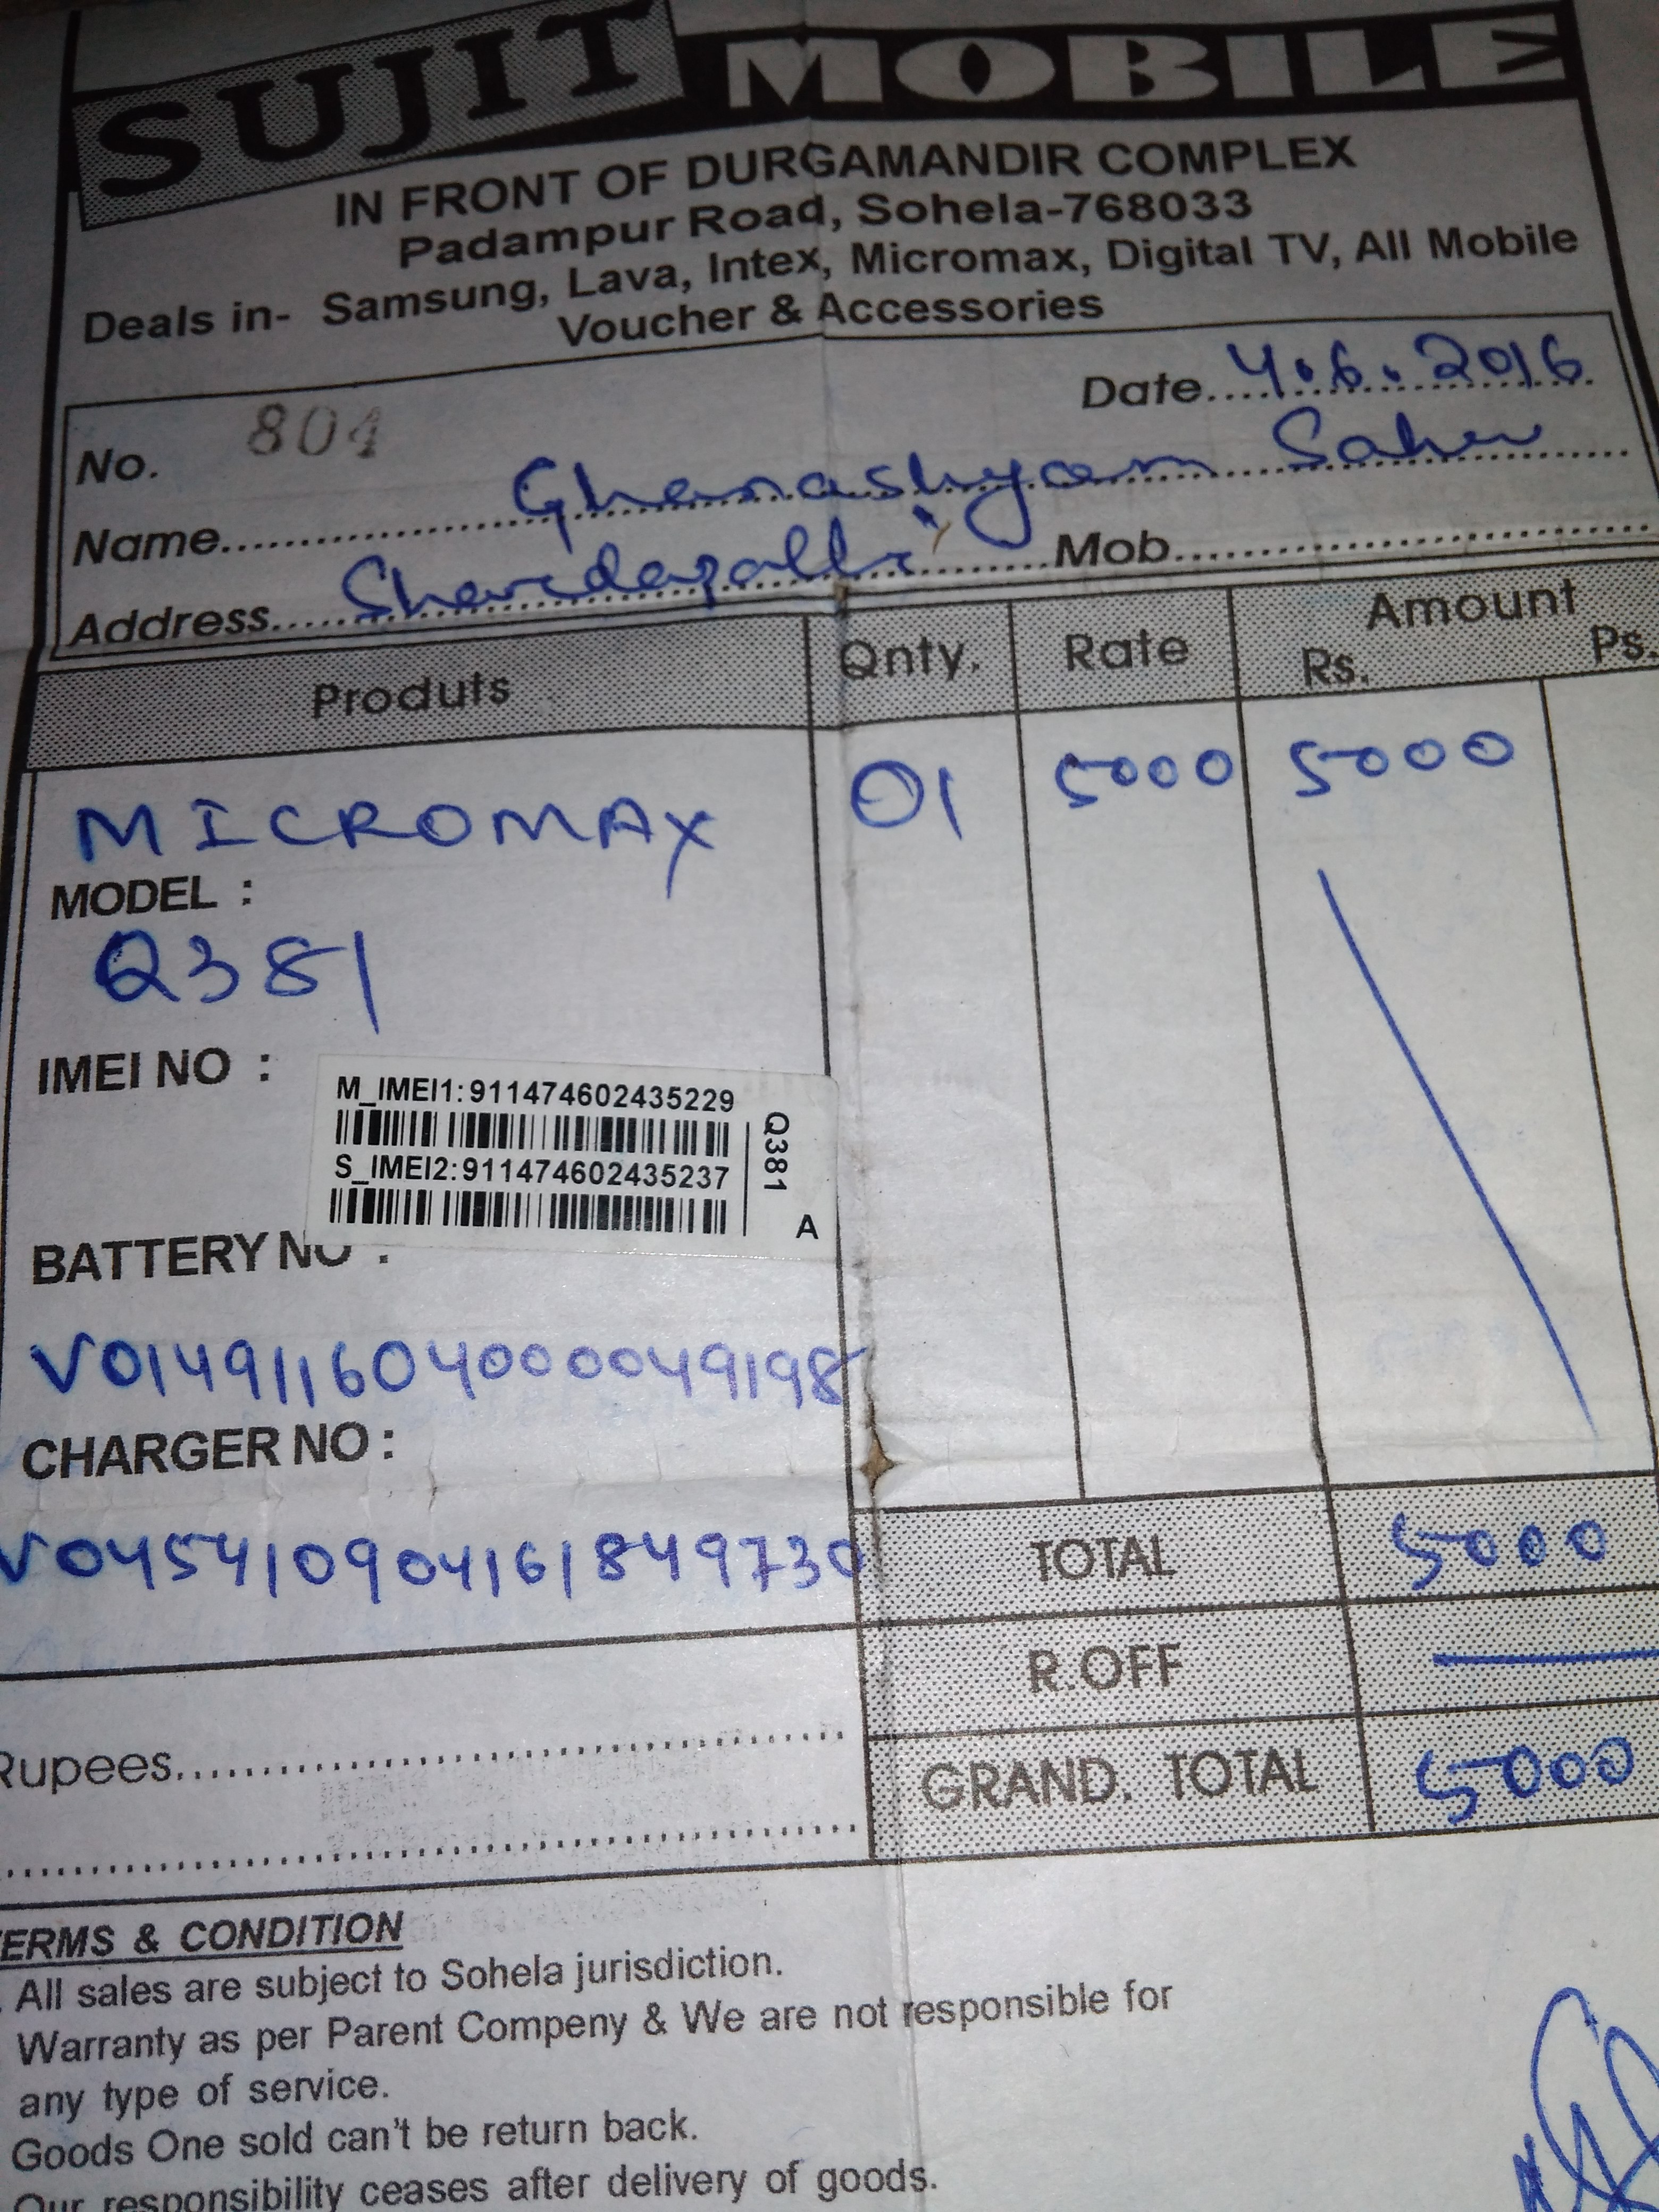 SUJIT MOBILE
IN FRONT OF DURGAMANDIR COMPLEX
Padampur Road, Sohela-768033
Deals in- Samsung, Lava, Intex, Micromax, Digital TV, All Mobile
Voucher & Accessories
No. 804 Date 4.6.2016
Name Ghanashyam Sahu
Address Mob
Produts Qnty. Rate Amount
Rs. Ps.
MICROMAX 01 5000 5000
MODEL :
Q381
IMEI NO :
M_IMEI1:911474602435229
S_IMEI2:911474602435237
Q381
A
BATTERY NO :
V014911604000049198
CHARGER NO :
V045410904161849730
TOTAL 5000
R.OFF
Rupees
GRAND. TOTAL 5000
TERMS & CONDITION
All sales are subject to Sohela jurisdiction.
Warranty as per Parent Compeny & We are not responsible for
any type of service.
Goods One sold can't be return back.
Our responsibility ceases after delivery of goods.